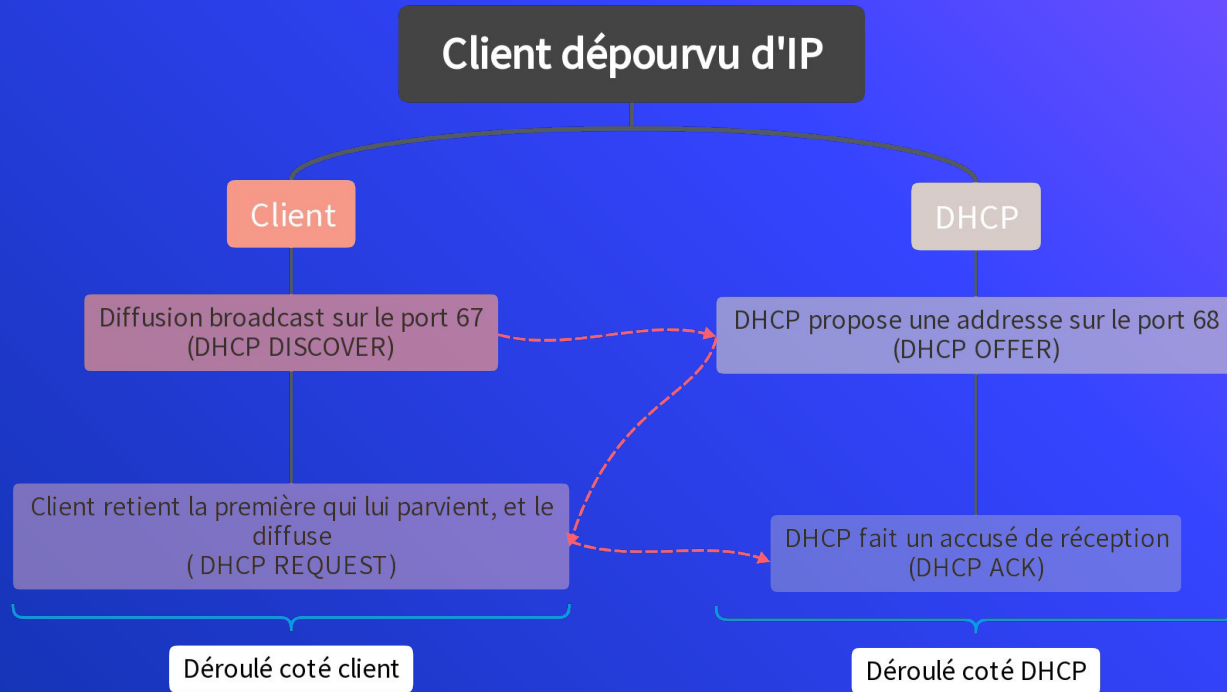 Client dépourvu d'IP
Client
DHCP
Diffusion broadcast sur le port 67
(DHCP DISCOVER)
DHCP propose une addresse sur le port 68
(DHCP OFFER)
Client retient la première qui lui parvient, et le
diffuse
( DHCP REQUEST)
DHCP fait un accusé de réception
(DHCP ACK)
Déroulé coté client
Déroulé coté DHCP